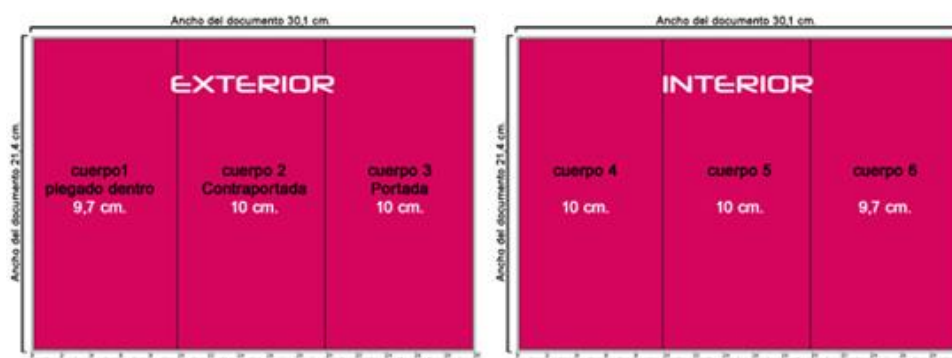 Ancho del documento 30,1 cm.
Ancho del documento 21,4 cm.
EXTERIOR
cuerpo1
plegado dentro
9,7 cm.
cuerpo 2
Contraportada
10 cm.
cuerpo 3
Portada
10 cm.
Ancho del documento 30,1 cm.
Ancho del documento 21,4 cm.
INTERIOR
cuerpo 4
10 cm.
cuerpo 5
10 cm.
cuerpo 6
9,7 cm.